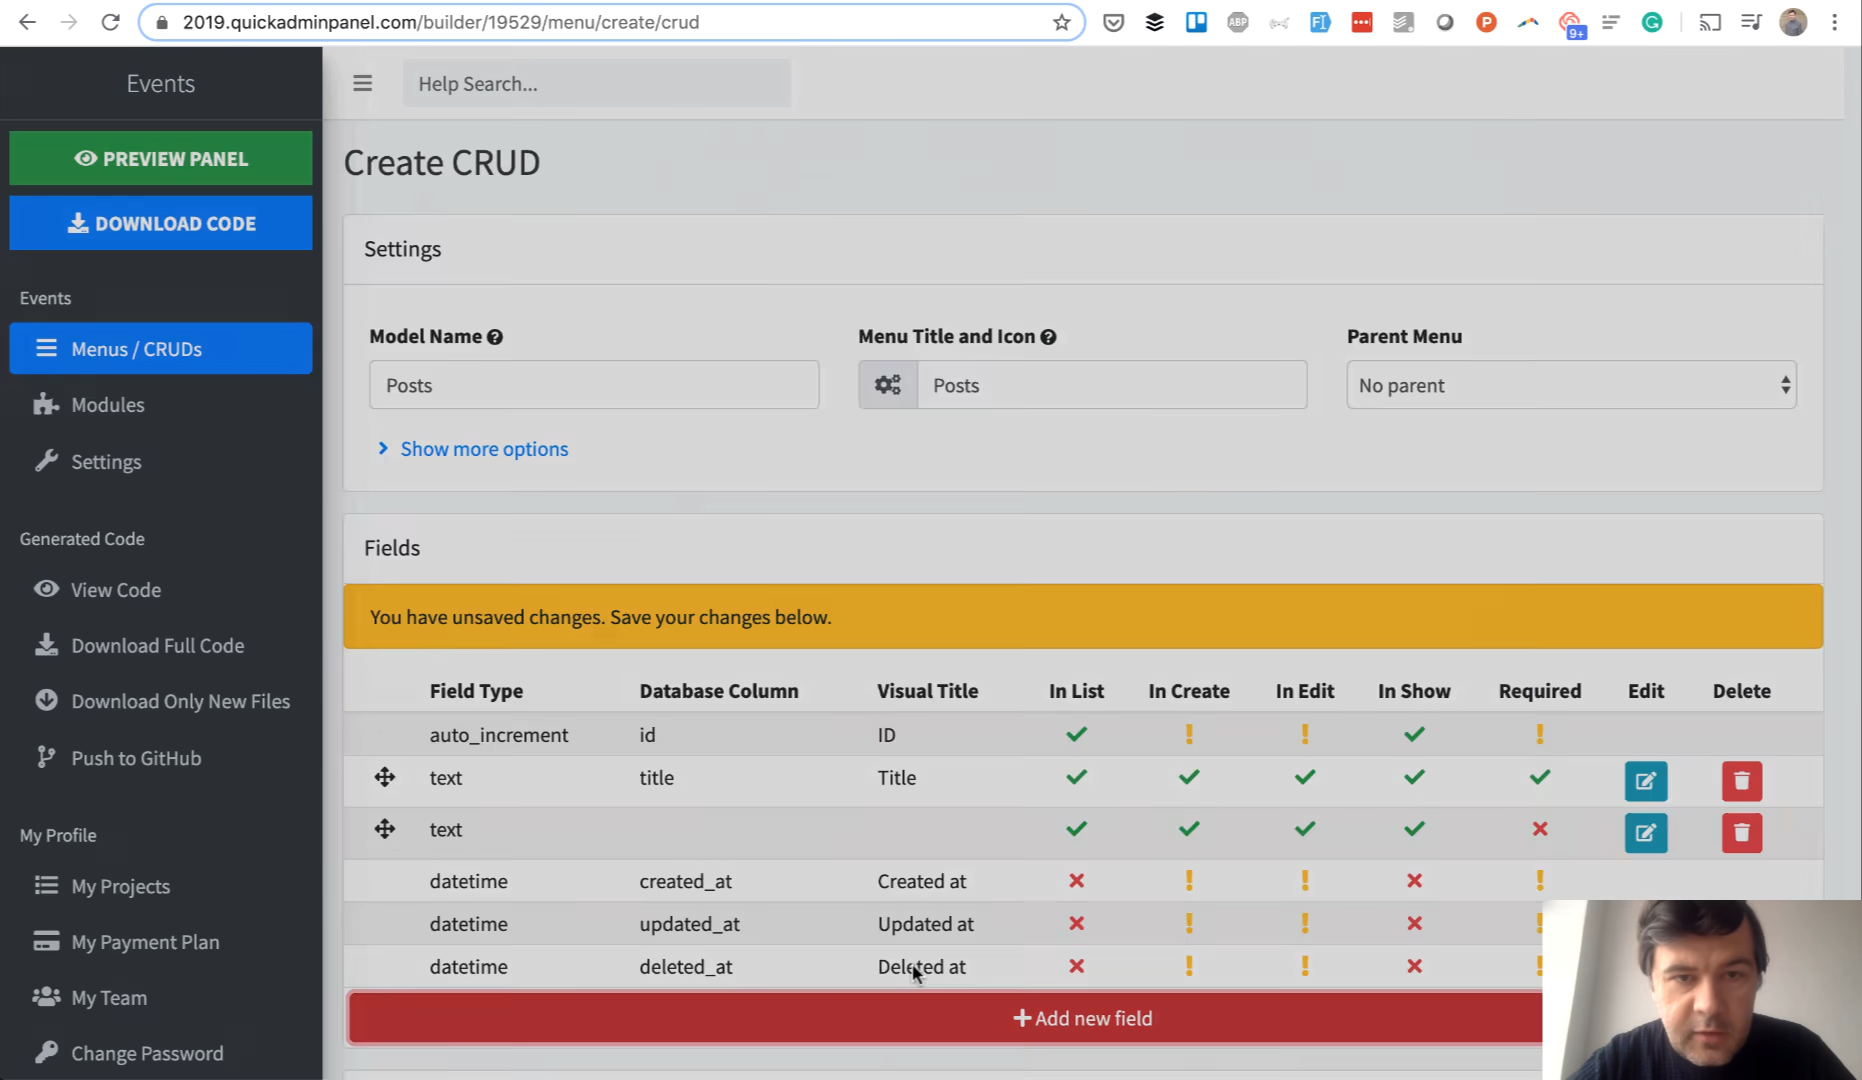 2019.quickadminpanel.com/builder/19529/menu/create/crud
ABP
P
9+
G
Events
Help Search...
PREVIEW PANEL
DOWNLOAD CODE
Create CRUD
Events
Menus / CRUDs
Modules
Settings
Generated Code
View Code
Download Full Code
Download Only New Files
Push to GitHub
My Profile
My Projects
My Payment Plan
My Team
Change Password
Settings
Model Name ?
Menu Title and Icon ?
Parent Menu
Posts
Posts
No parent
Show more options
Fields
You have unsaved changes. Save your changes below.
Field Type Database Column Visual Title In List In Create In Edit In Show Required Edit Delete
auto_increment id ID
text title Title
text
datetime created_at Created at
datetime updated_at Updated at
datetime deleted_at Deleted at
+ Add new field